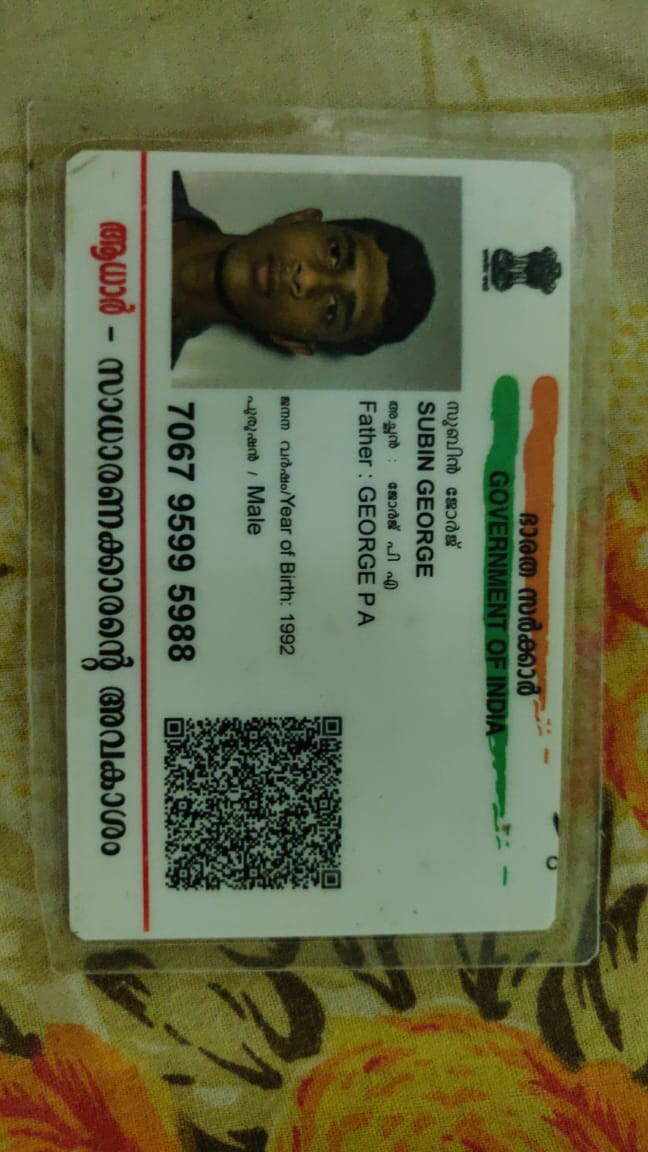 ഭാരത സർക്കാർ
GOVERNMENT OF INDIA
സുബിൻ ജോർജ്
SUBIN GEORGE
അച്ഛൻ : ജോർജ് പി എ
Father : GEORGE P A
ജനന വർഷം/Year of Birth: 1992
പുരുഷൻ / Male
7067 9599 5988
ആധാർ - സാധാരണക്കാരന്റെ അവകാശം